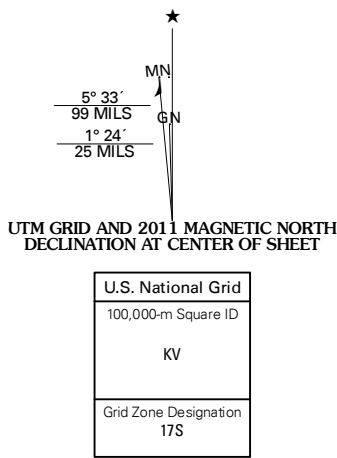 ★
MN
5° 33´
99 MILS
GN
1° 24´
25 MILS
UTM GRID AND 2011 MAGNETIC NORTH
DECLINATION AT CENTER OF SHEET
U.S. National Grid
100,000-m Square ID
KV
Grid Zone Designation
17S